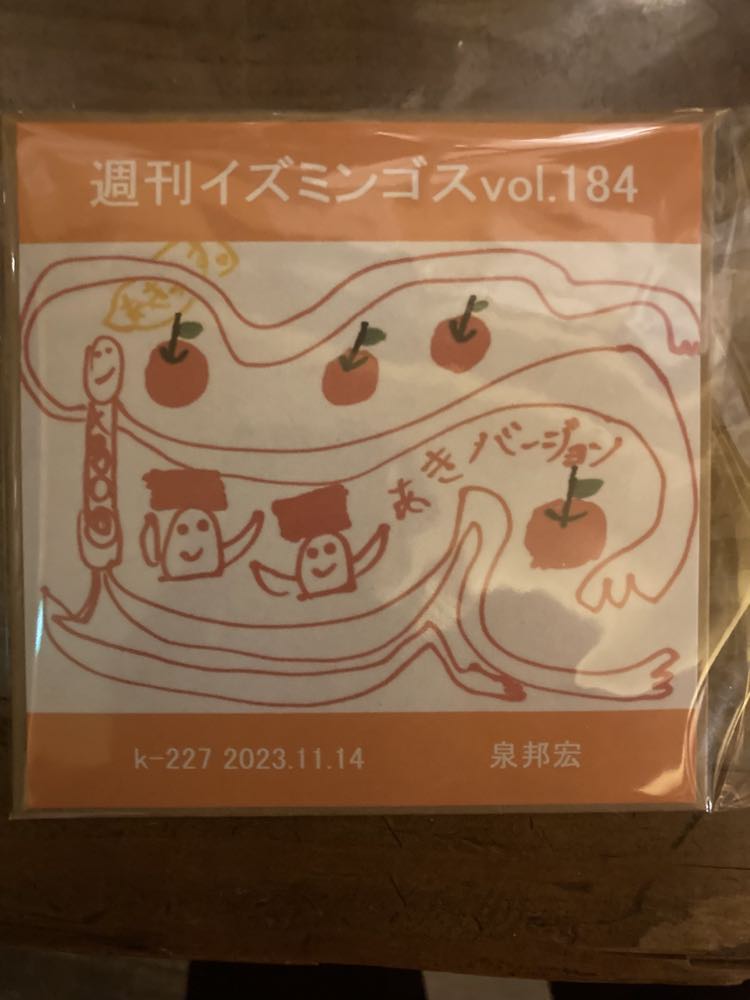 週刊イズミンゴスvol.184
あきバージョン
k-227 2023.11.14 泉邦宏